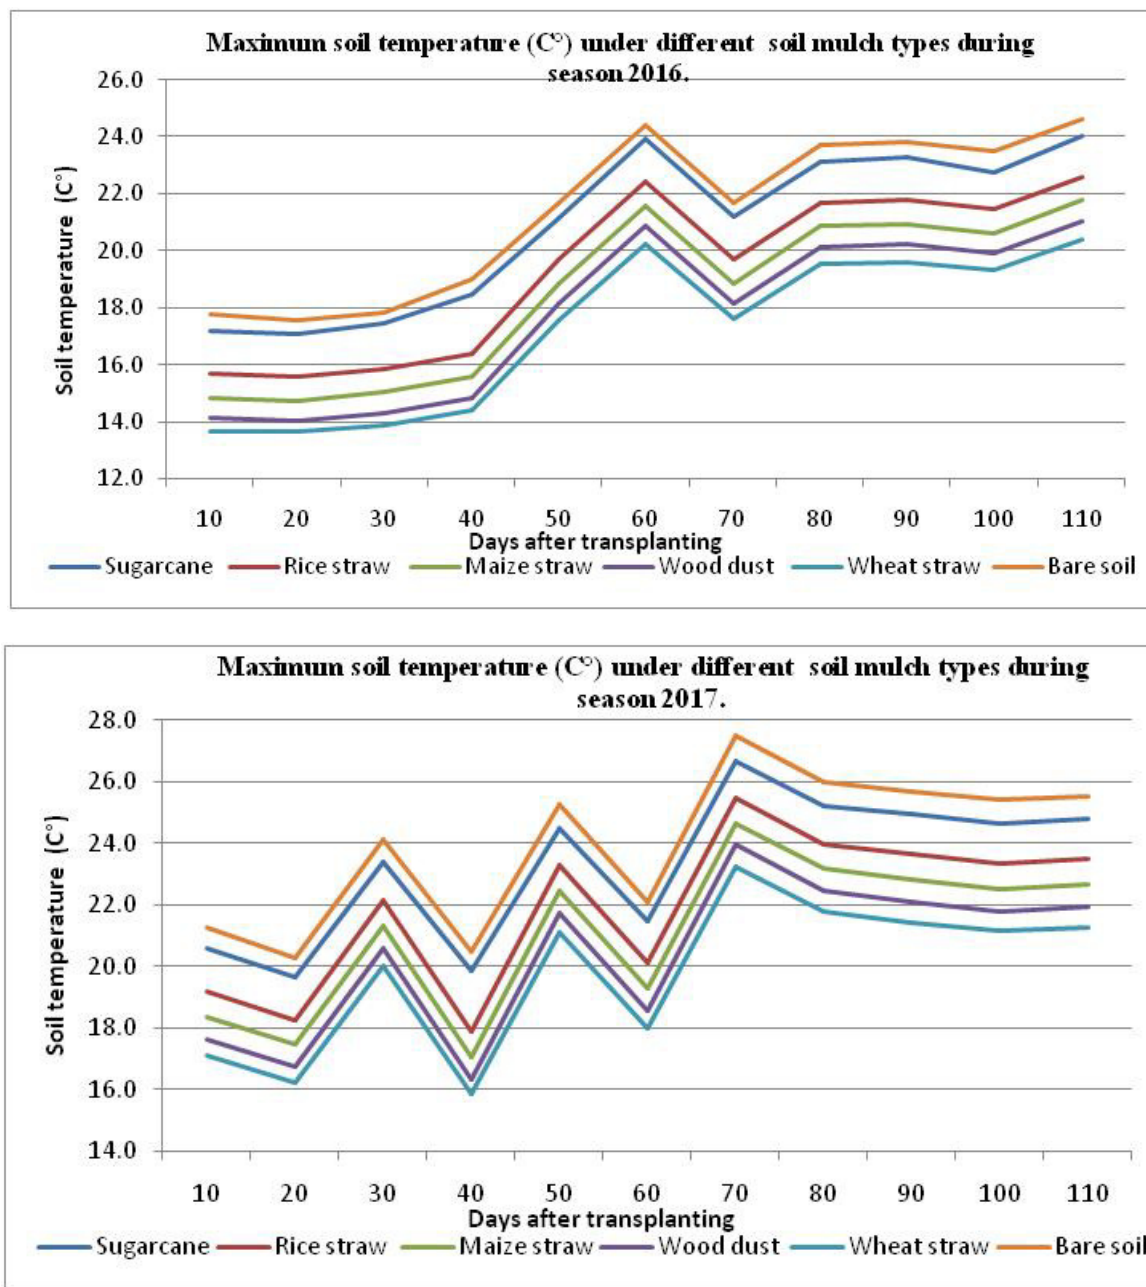 Maximum soil temperature (C°) under different soil mulch types during
season 2016.
26.0
24.0
22.0
20.0
18.0
16.0
14.0
12.0
Soil temperature (C°)
10 20 30 40 50 60 70 80 90 100 110
Days after transplanting
Sugarcane Rice straw Maize straw Wood dust Wheat straw Bare soil
Maximum soil temperature (C°) under different soil mulch types during
season 2017.
28.0
26.0
24.0
22.0
20.0
18.0
16.0
14.0
Soil temperature (C°)
10 20 30 40 50 60 70 80 90 100 110
Days after transplanting
Sugarcane Rice straw Maize straw Wood dust Wheat straw Bare soil